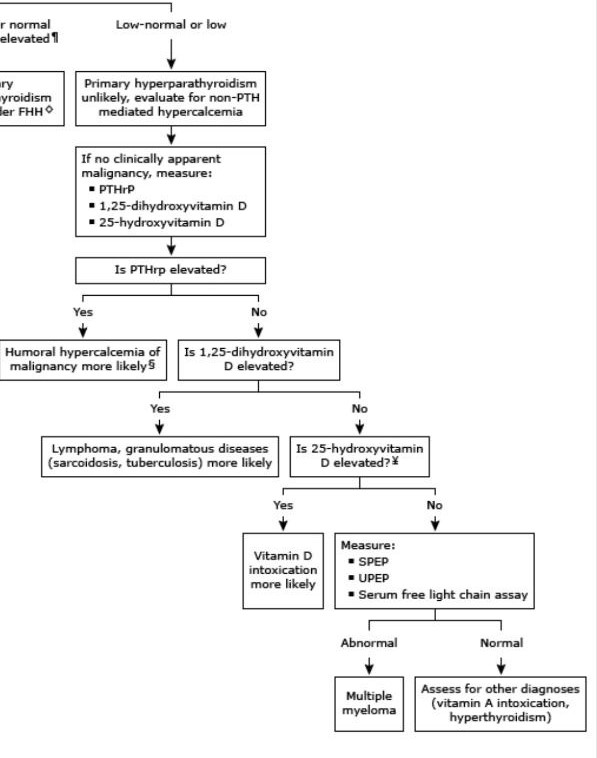 r normal
elevated¶
Low-normal or low
ry
yroidism
er FHH◇
Primary hyperparathyroidism
unlikely, evaluate for non-PTH
mediated hypercalcemia
If no clinically apparent
malignancy, measure:
▪ PTHrP
▪ 1,25-dihydroxyvitamin D
▪ 25-hydroxyvitamin D
Is PTHrp elevated?
Yes
No
Humoral hypercalcemia of
malignancy more likely§
Is 1,25-dihydroxyvitamin
D elevated?
Yes
No
Lymphoma, granulomatous diseases
(sarcoidosis, tuberculosis) more likely
Is 25-hydroxyvitamin
D elevated?¥
Yes
No
Vitamin D
intoxication
more likely
Measure:
▪ SPEP
▪ UPEP
▪ Serum free light chain assay
Abnormal
Normal
Multiple
myeloma
Assess for other diagnoses
(vitamin A intoxication,
hyperthyroidism)